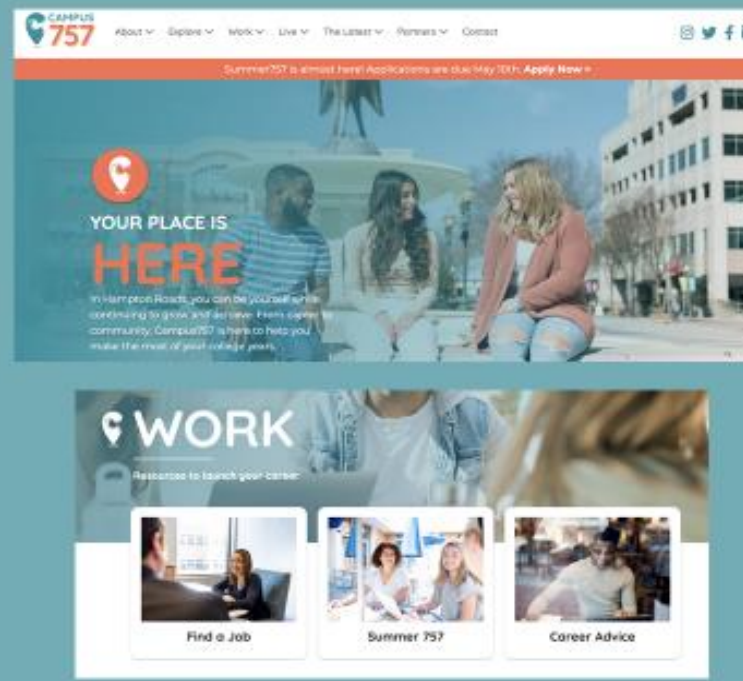 CAMPUS
757
About Explore Work Live The Latest Partners Contact
Summer757 is almost here! Applications are due May 10th. Apply Now »
YOUR PLACE IS
HERE
In Hampton Roads, you can be yourself while
continuing to grow and achieve. From career to
community, Campus757 is here to help you
make the most of your college years.
WORK
Resources to launch your career
Find a Job
Summer 757
Career Advice